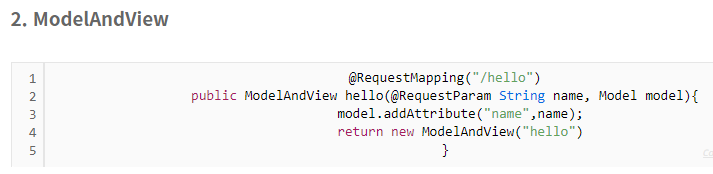 2. ModelAndView
1 @RequestMapping("/hello")
2 public ModelAndView hello(@RequestParam String name, Model model){
3 model.addAttribute("name",name);
4 return new ModelAndView("hello")
5 }